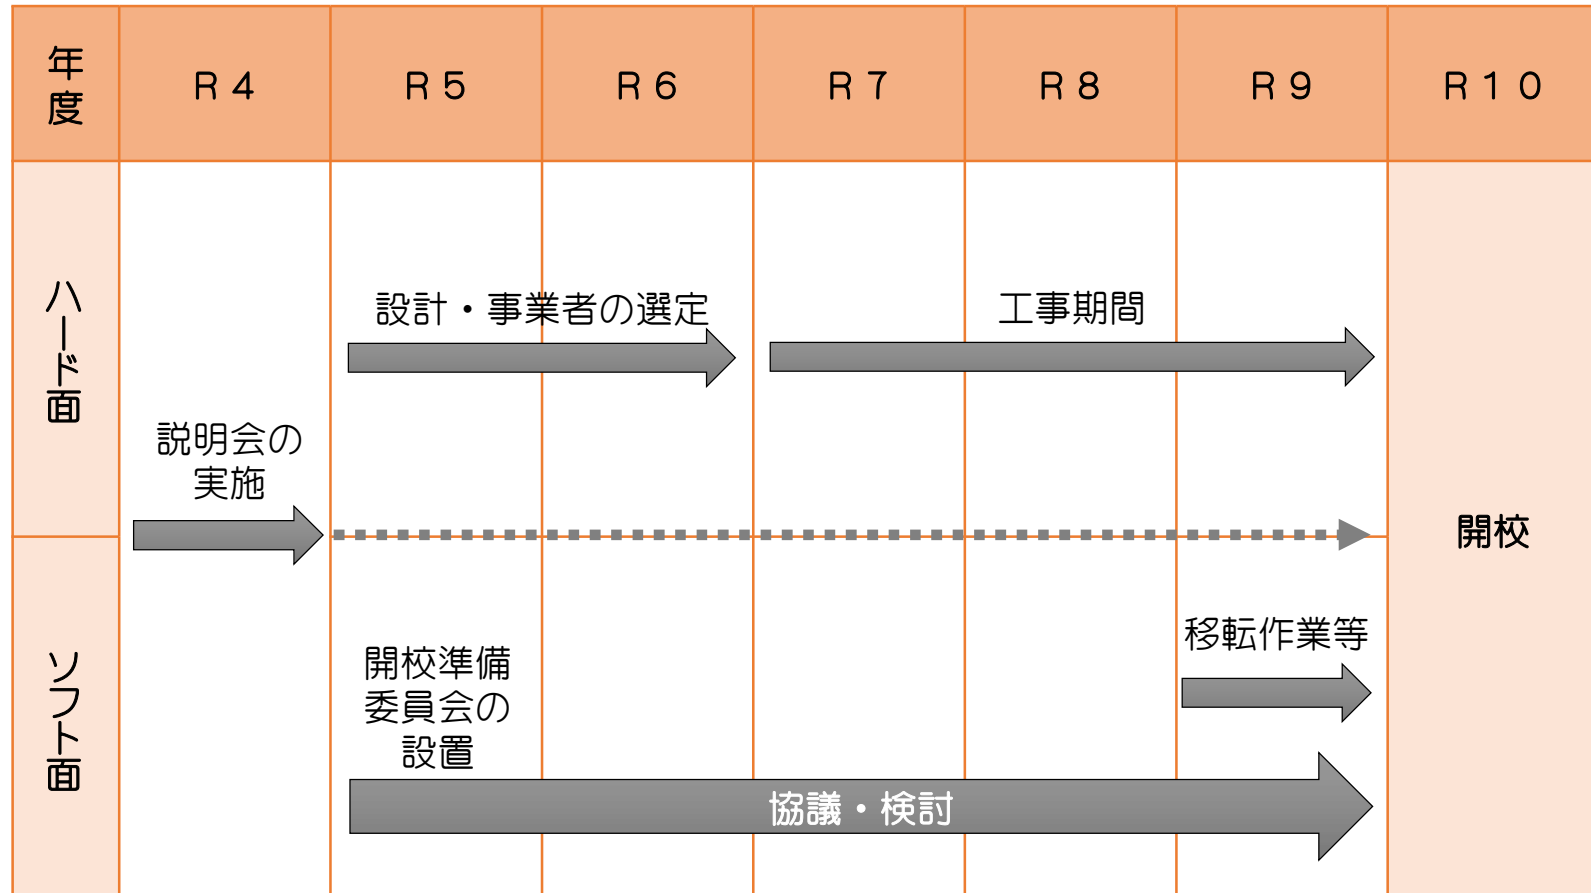 年度
Ｒ４
Ｒ５
Ｒ６
Ｒ７
Ｒ８
Ｒ９
Ｒ１０
ハード面
設計・事業者の選定
工事期間
説明会の
実施
開校
ソフト面
開校準備
委員会の
設置
移転作業等
協議・検討